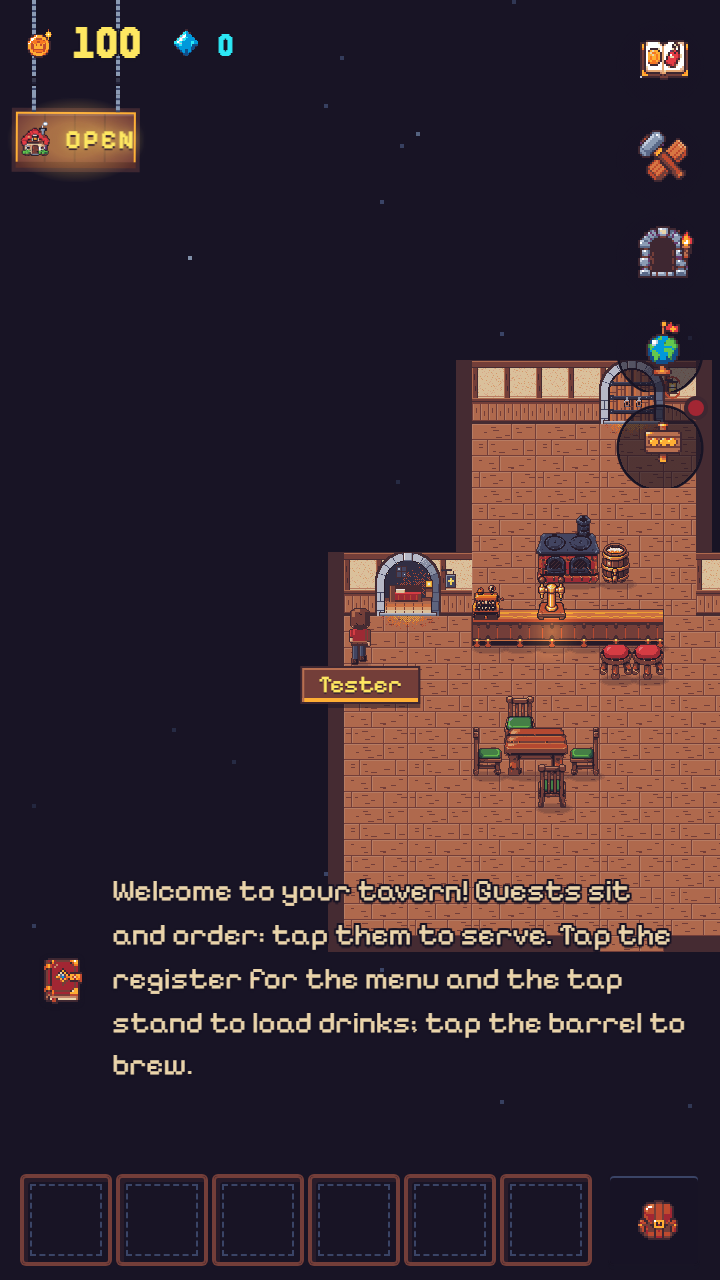 100
0
OPEN
Tester
Welcome to your tavern! Guests sit
and order: tap them to serve. Tap the
register for the menu and the tap
stand to load drinks; tap the barrel to
brew.